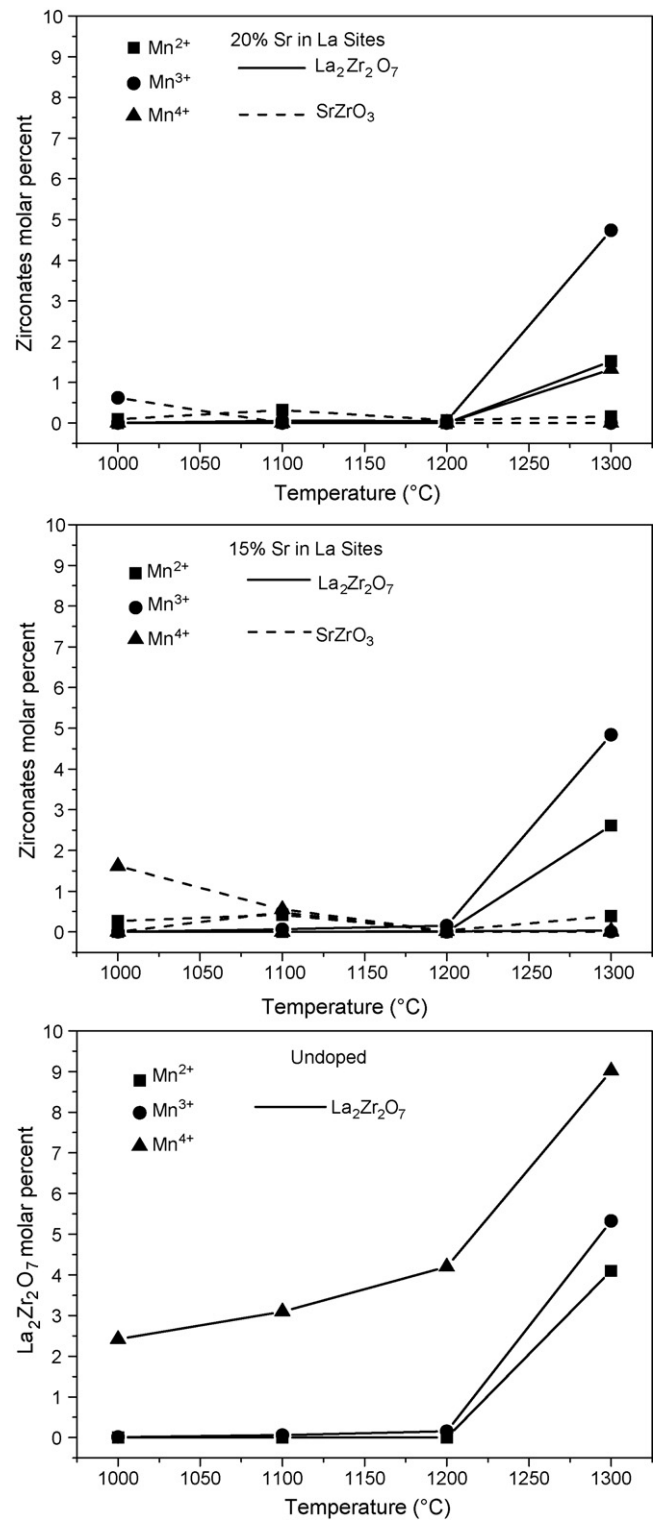 10
9
8
7
6
5
4
3
2
1
0
Zirconates molar percent
20% Sr in La Sites
Mn²⁺
La₂Zr₂O₇
Mn³⁺
Mn⁴⁺
SrZrO₃
1000 1050 1100 1150 1200 1250 1300
Temperature (°C)
10
9
8
7
6
5
4
3
2
1
0
Zirconates molar percent
15% Sr in La Sites
Mn²⁺
La₂Zr₂O₇
Mn³⁺
Mn⁴⁺
SrZrO₃
1000 1050 1100 1150 1200 1250 1300
Temperature (°C)
10
9
8
7
6
5
4
3
2
1
0
La₂Zr₂O₇ molar percent
Undoped
Mn²⁺
Mn³⁺
La₂Zr₂O₇
Mn⁴⁺
1000 1050 1100 1150 1200 1250 1300
Temperature (°C)